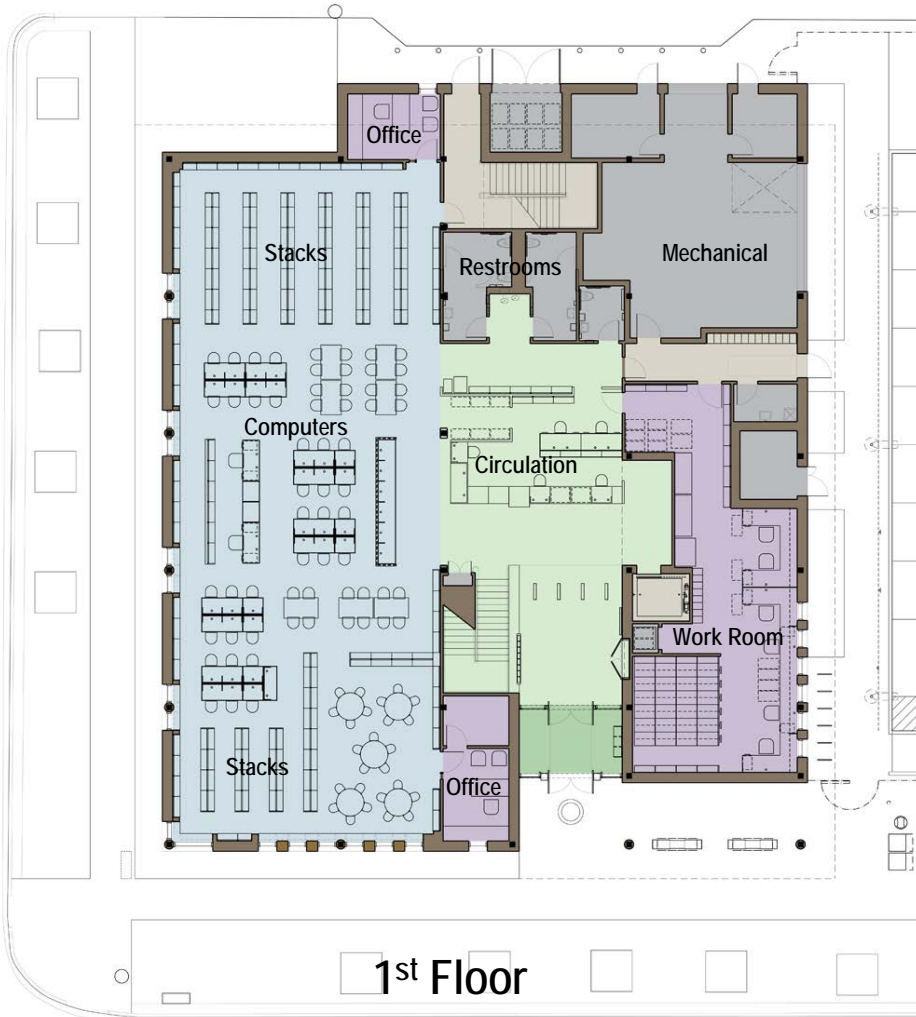 Office
Stacks
Restrooms
Mechanical
Computers
Circulation
Work Room
Stacks
Office
1st Floor